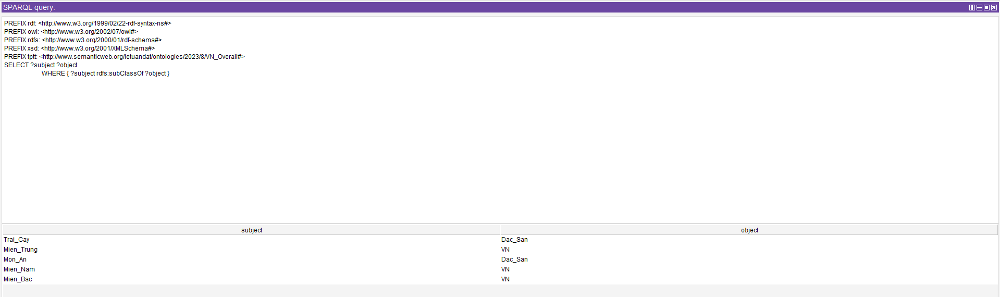 SPARQL query:
PREFIX rdf: <http://www.w3.org/1999/02/22-rdf-syntax-ns#>
PREFIX owl: <http://www.w3.org/2002/07/owl#>
PREFIX rdfs: <http://www.w3.org/2000/01/rdf-schema#>
PREFIX xsd: <http://www.w3.org/2001/XMLSchema#>
PREFIX tptt: <http://www.semanticweb.org/letuandat/ontologies/2023/8/VN_Overall#>
SELECT ?subject ?object
WHERE { ?subject rdfs:subClassOf ?object }
subject object
Trai_Cay Dac_San
Mien_Trung VN
Mon_An Dac_San
Mien_Nam VN
Mien_Bac VN